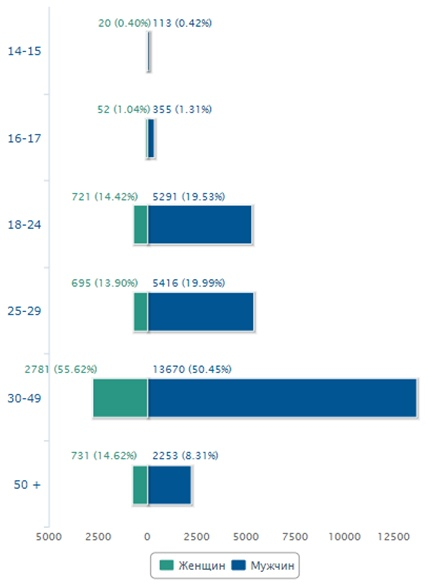 20 (0.40%) 113 (0.42%)
14-15
52 (1.04%) 355 (1.31%)
16-17
721 (14.42%) 5291 (19.53%)
18-24
695 (13.90%) 5416 (19.99%)
25-29
2781 (55.62%) 13670 (50.45%)
30-49
731 (14.62%) 2253 (8.31%)
50 +
5000 2500 0 2500 5000 7500 10000 12500
Женщин Мужчин